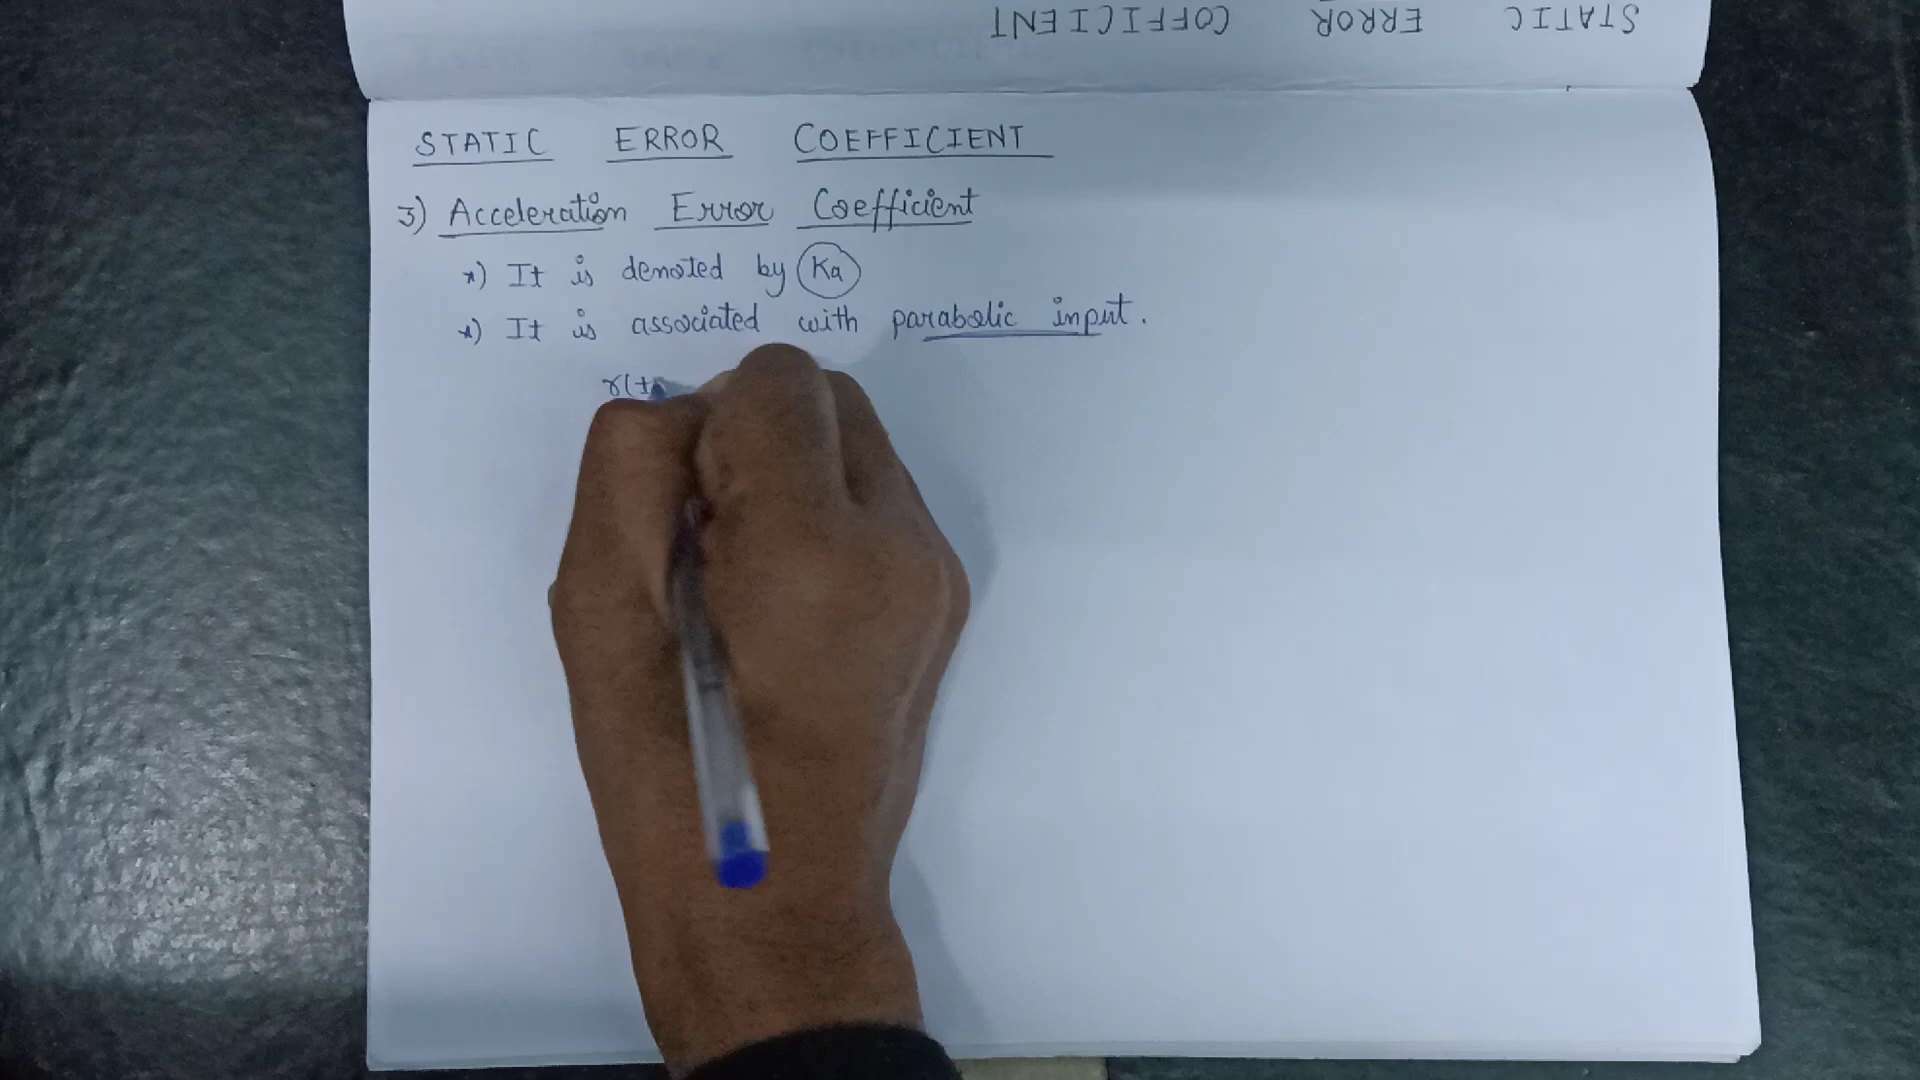 STATIC ERROR COFFICIENT
STATIC ERROR COEFFICIENT
3) Acceleration Error Coefficient
*) It is denoted by Ka
*) It is associated with parabolic input.
r(t